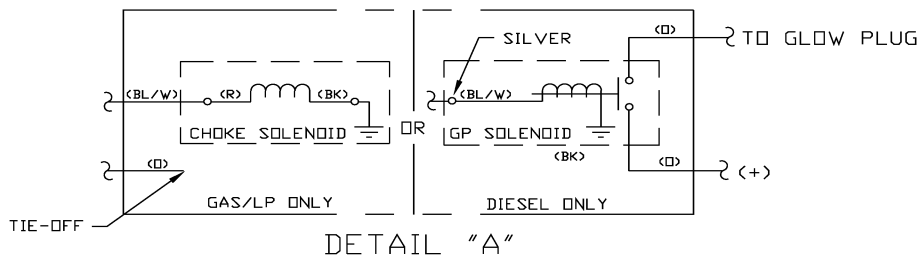 (O)
TO GLOW PLUG
SILVER
(BL/W)
(R)
(BK)
(BL/W)
CHOKE SOLENOID
OR
GP SOLENOID
(BK)
(O)
(O)
(+)
GAS/LP ONLY
DIESEL ONLY
TIE-OFF
DETAIL "A"